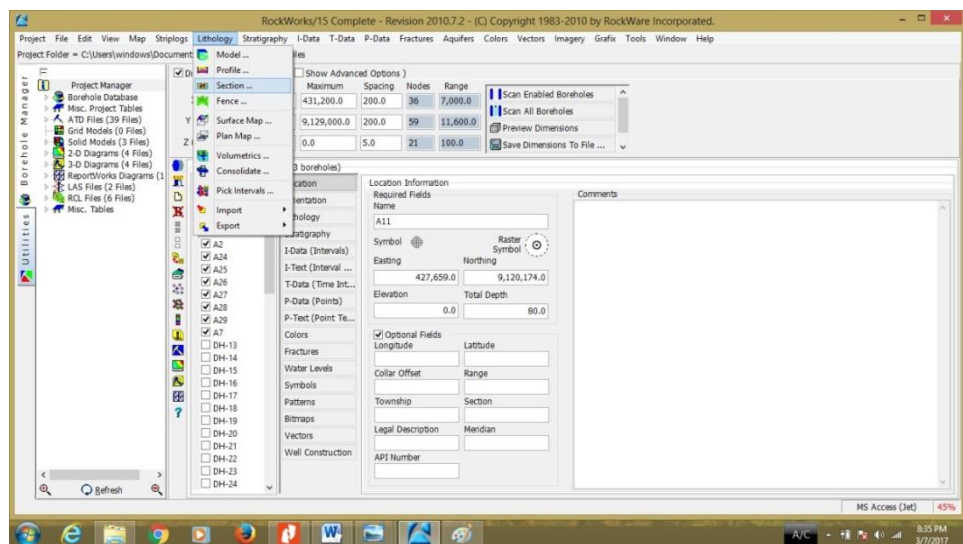 RockWorks/15 Complete - Revision 2010.7.2 - (C) Copyright 1983-2010 by RockWare Incorporated.
Project File Edit View Map Striplogs Lithology Stratigraphy I-Data T-Data P-Data Fractures Aquifers Colors Vectors Imagery Grafix Tools Window Help
Project Folder = C:\Users\windows\Document
Borehole Manager
Utilities
Project Manager
Borehole Database
Misc. Project Tables
ATD Files (39 Files)
Grid Models (0 Files)
Solid Models (3 Files)
2-D Diagrams (4 Files)
3-D Diagrams (4 Files)
ReportWorks Diagrams (1
LAS Files (2 Files)
RCL Files (6 Files)
Misc. Tables
Refresh
Model ...
Profile ...
Section ...
Fence ...
Surface Map ...
Plan Map ...
Volumetrics ...
Consolidate ...
Pick Intervals ...
Import
Export
Show Advanced Options )
Maximum Spacing Nodes Range
431,200.0 200.0 36 7,000.0
Y 9,129,000.0 200.0 59 11,600.0
Z 0.0 5.0 21 100.0
Scan Enabled Boreholes
Scan All Boreholes
Preview Dimensions
Save Dimensions To File ...
3 boreholes)
A2
A24
A25
A26
A27
A28
A29
A7
DH-13
DH-14
DH-15
DH-16
DH-17
DH-18
DH-19
DH-20
DH-21
DH-22
DH-23
DH-24
I-Data (Intervals)
I-Text (Interval ...
T-Data (Time Int...
P-Data (Points)
P-Text (Point Te...
Colors
Fractures
Water Levels
Symbols
Patterns
Bitmaps
Vectors
Well Construction
Location Information
Required Fields
Name
A11
Symbol Raster Symbol
Easting Northing
427,659.0 9,120,174.0
Elevation Total Depth
0.0 80.0
Optional Fields
Longitude Latitude
Collar Offset Range
Township Section
Legal Description Meridian
API Number
Comments
MS Access (Jet) 45%
A/C
8:35 PM
3/7/2017